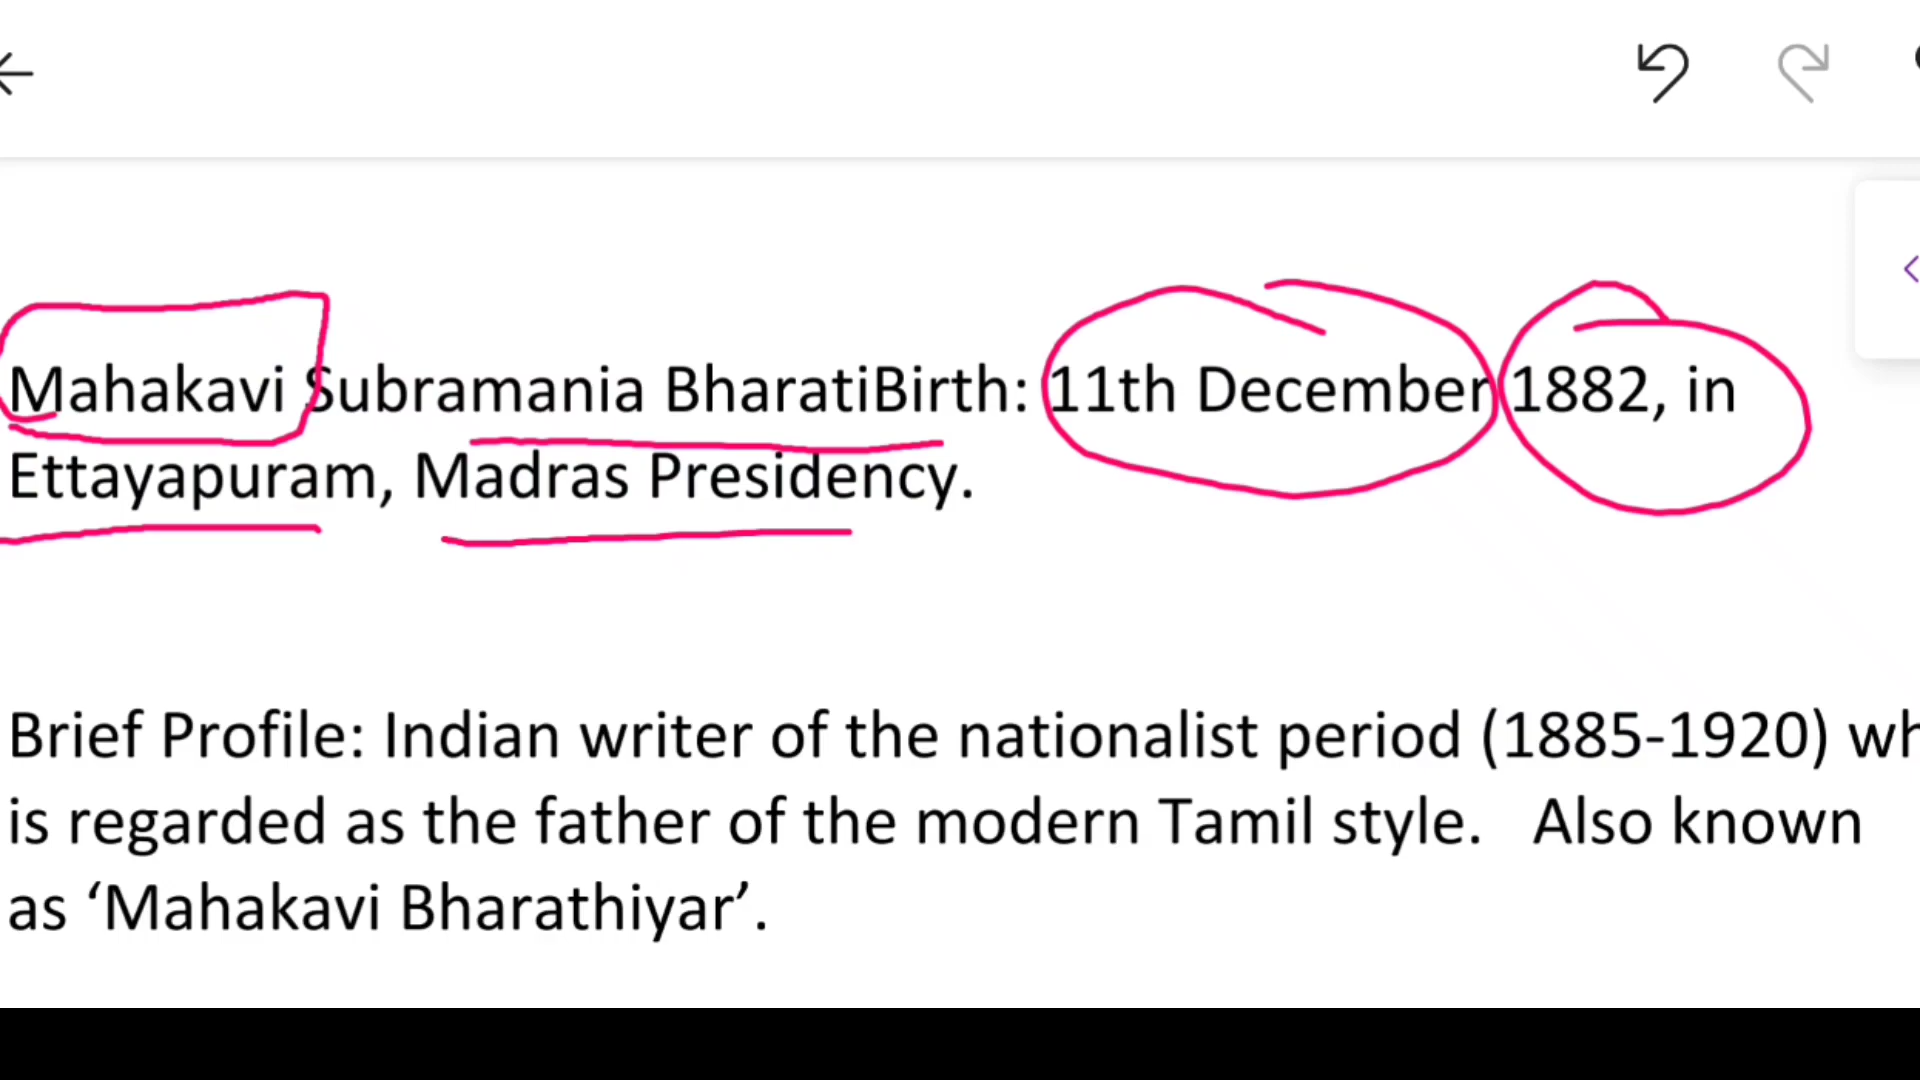 Mahakavi Subramania BharatiBirth: 11th December 1882, in
Ettayapuram, Madras Presidency.
Brief Profile: Indian writer of the nationalist period (1885-1920) wh
is regarded as the father of the modern Tamil style. Also known
as ‘Mahakavi Bharathiyar’.